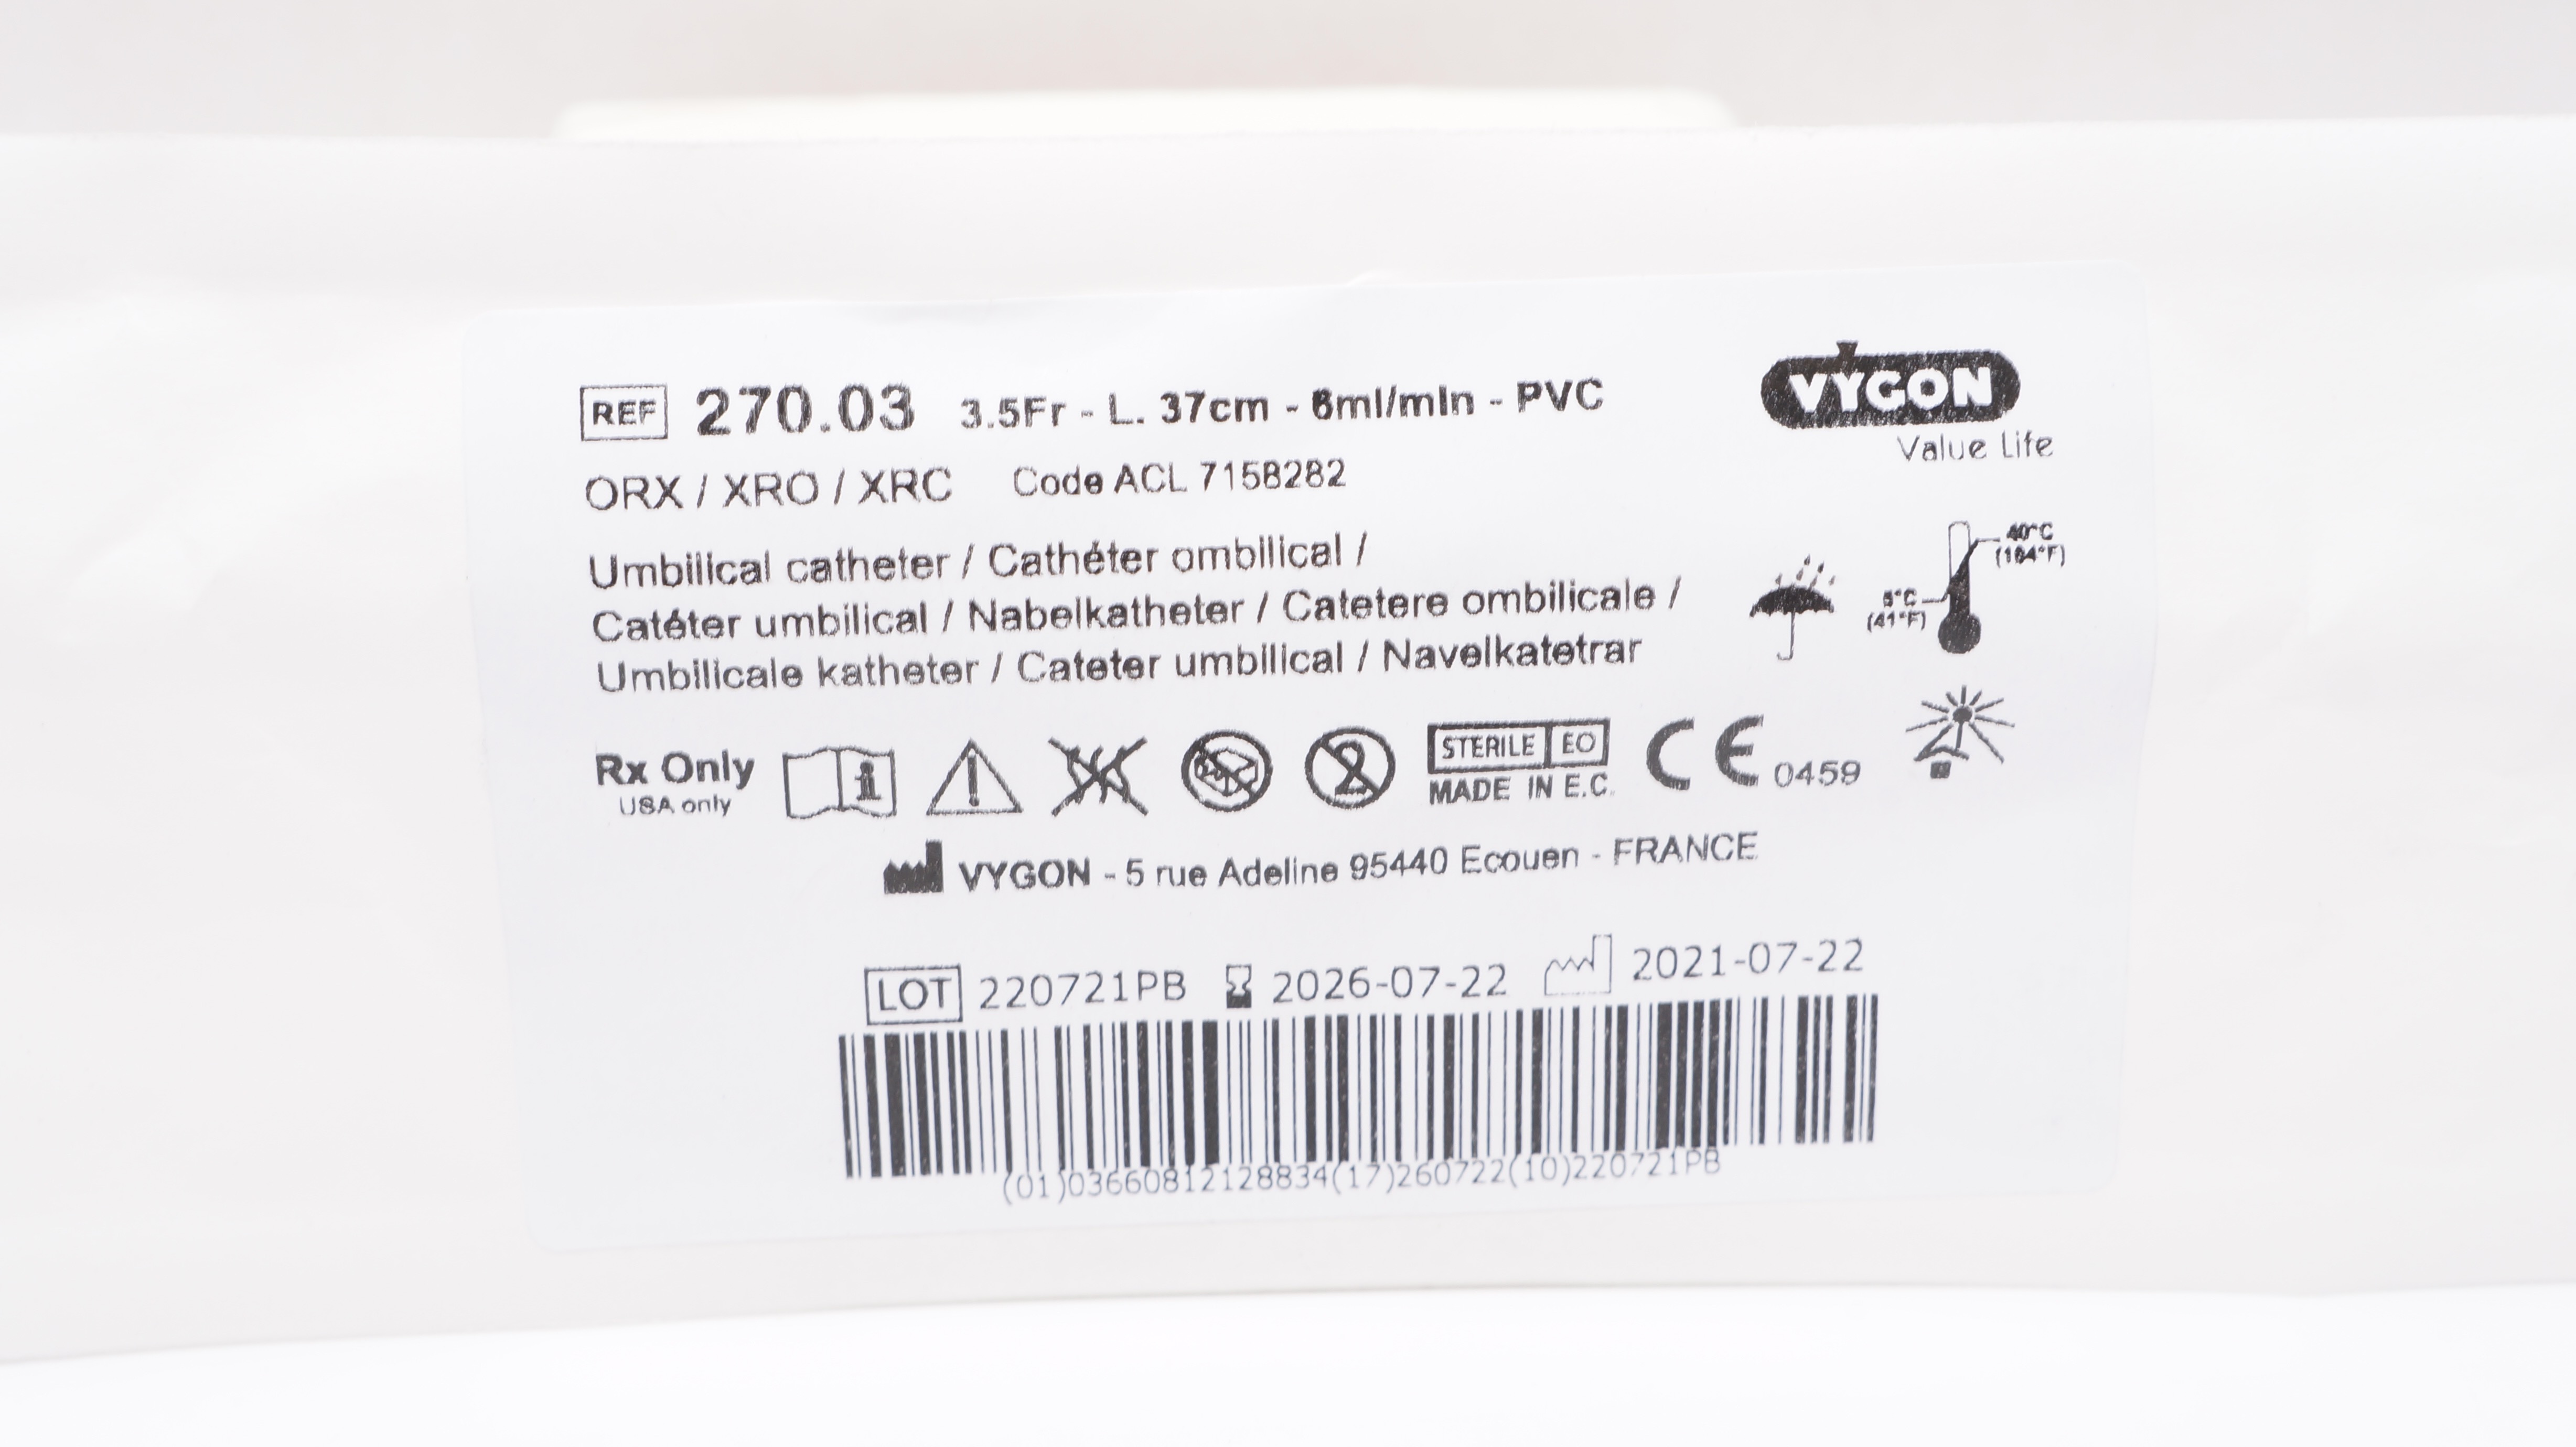 REF 270.03 3.5Fr - L. 37cm - 6ml/min - PVC
VYGON
Value Life
ORX / XRO / XRC Code ACL 7158282
Umbilical catheter / Cathéter ombilical /
Catéter umbilical / Nabelkatheter / Catetere ombilicale /
Umbilicale katheter / Cateter umbilical / Navelkatetrar
40°C
(104°F)
5°C
(41°F)
Rx Only
USA only
2
STERILE EO
MADE IN E.C.
CE 0459
VYGON - 5 rue Adeline 95440 Ecouen - FRANCE
LOT 220721PB 2026-07-22 2021-07-22
(01)03660812128834(17)260722(10)220721PB